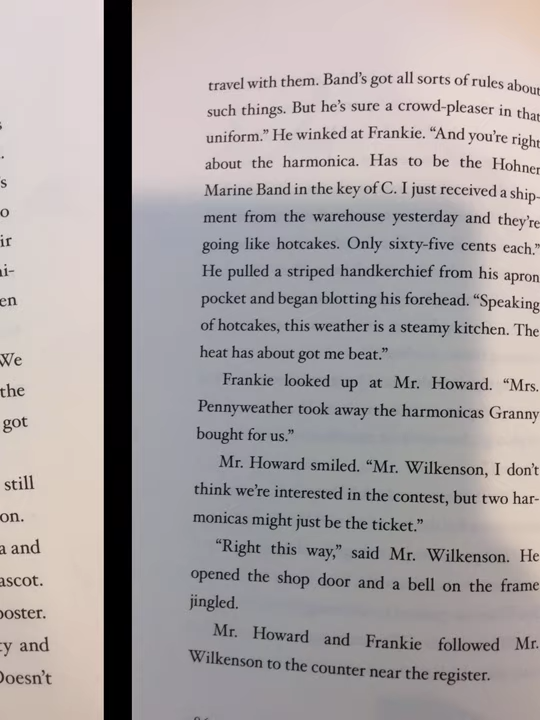 We
the
got
still
on.
a and
and
travel with them. Band's got all sorts of rules about
such things. But he's sure a crowd-pleaser in that
uniform." He winked at Frankie. "And you're right
about the harmonica. Has to be the Hohner
Marine Band in the key of C. I just received a ship-
ment from the warehouse yesterday and they're
going like hotcakes. Only sixty-five cents each."
He pulled a striped handkerchief from his apron
pocket and began blotting his forehead. "Speaking
of hotcakes, this weather is a steamy kitchen. The
heat has about got me beat."
Frankie looked up at Mr. Howard. "Mrs.
Pennyweather took away the harmonicas Granny
bought for us."
Mr. Howard smiled. "Mr. Wilkenson, I don't
think we're interested in the contest, but two har-
monicas might just be the ticket."
"Right this way," said Mr. Wilkenson. He
opened the shop door and a bell on the frame
jingled.
Mr. Howard and Frankie followed Mr.
Wilkenson to the counter near the register.